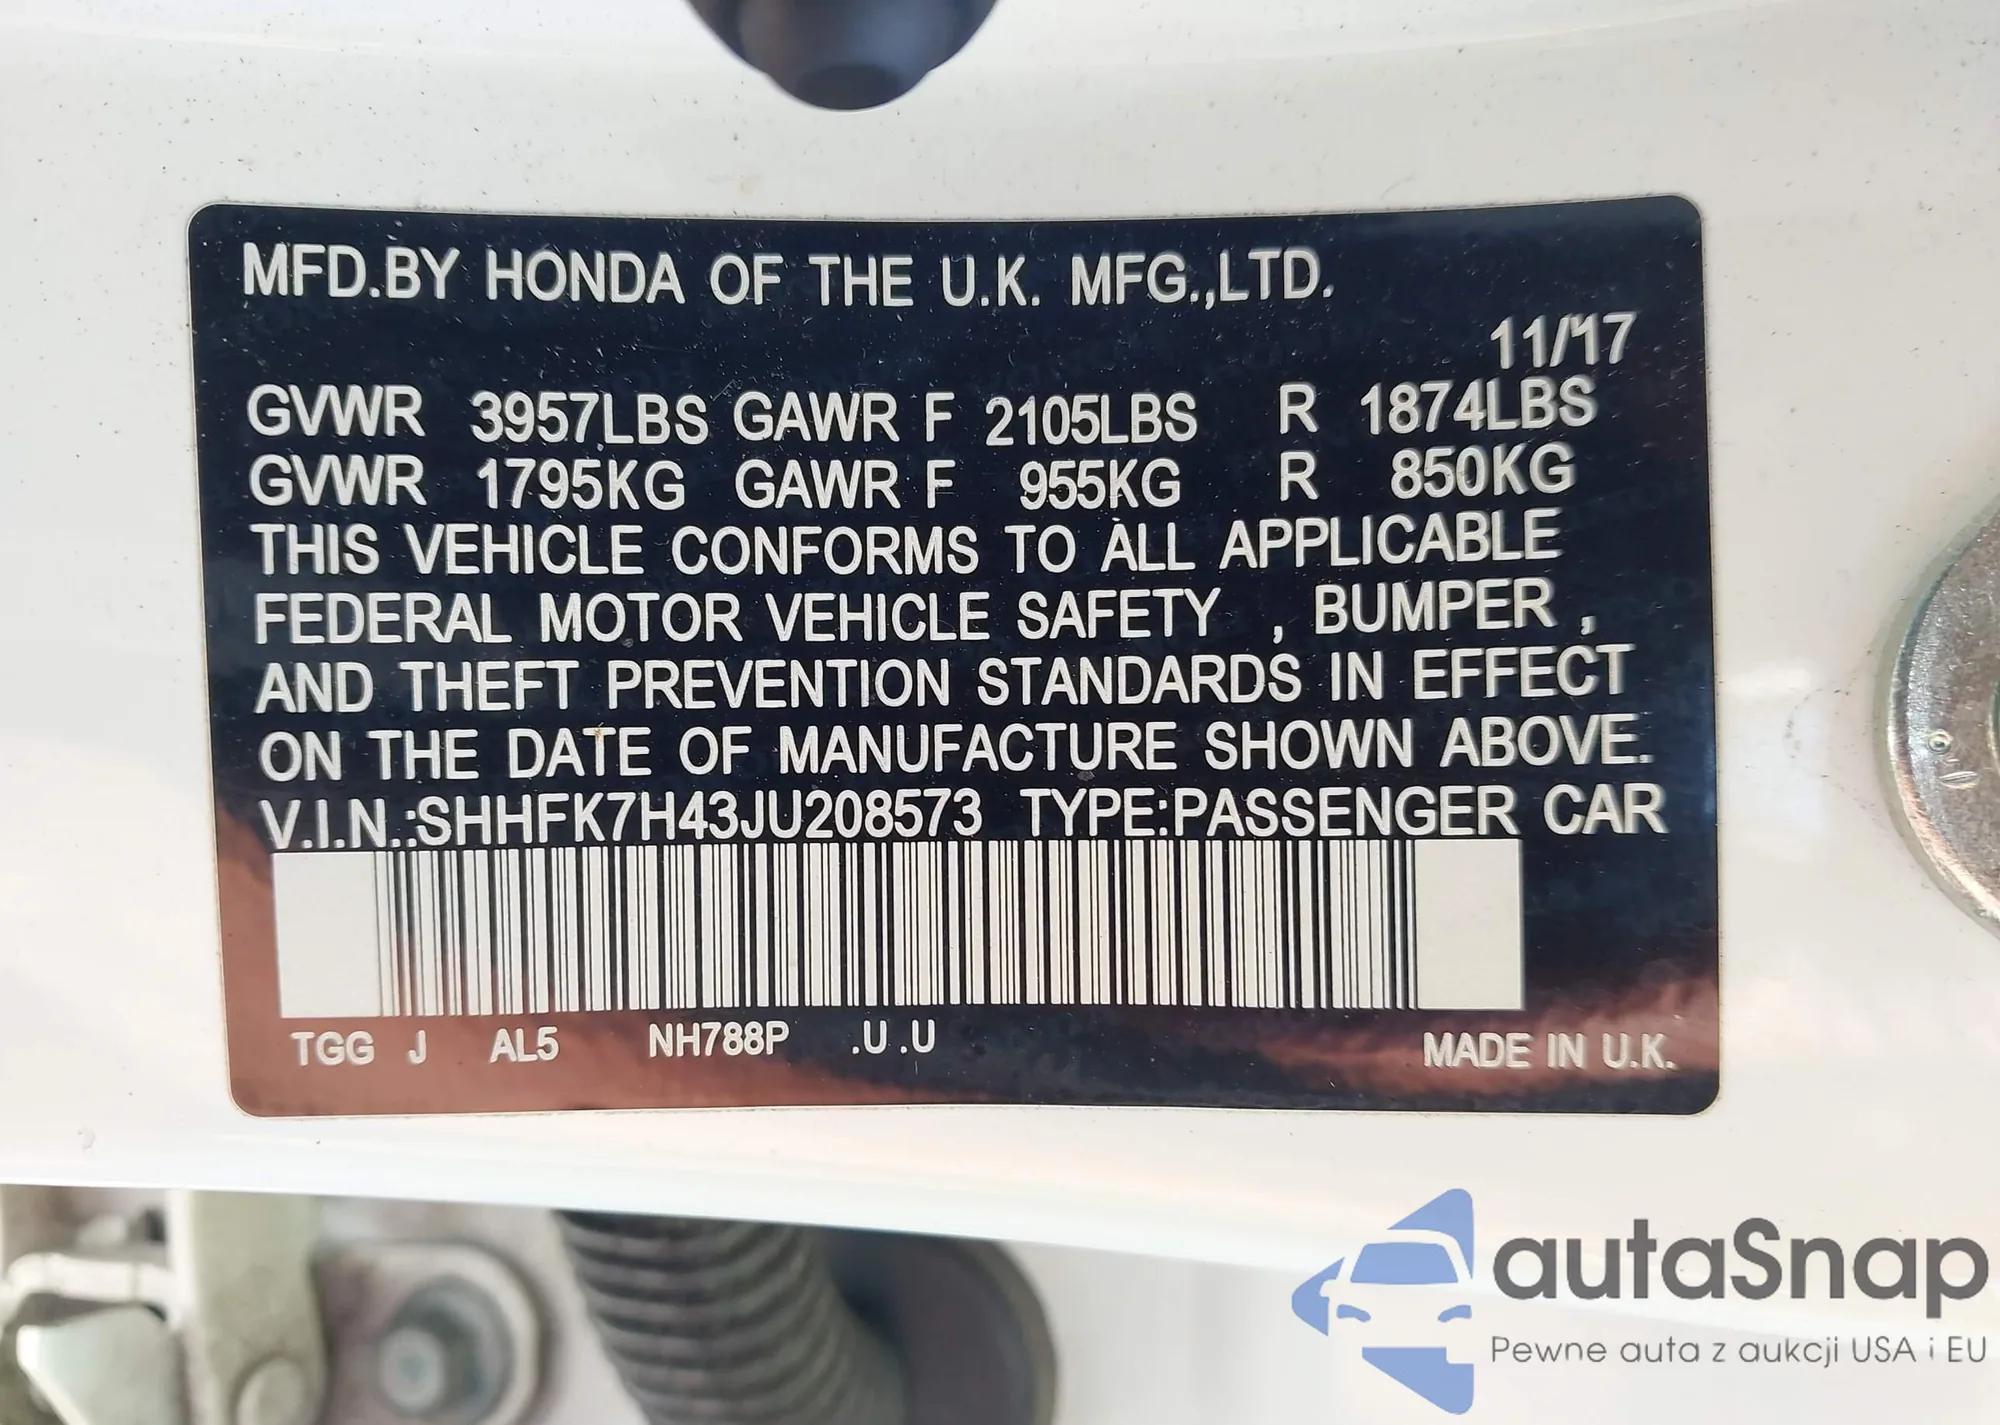 MFD.BY HONDA OF THE U.K. MFG.,LTD.
11/'17
GVWR 3957LBS GAWR F 2105LBS R 1874LBS
GVWR 1795KG GAWR F 955KG R 850KG
THIS VEHICLE CONFORMS TO ALL APPLICABLE
FEDERAL MOTOR VEHICLE SAFETY , BUMPER ,
AND THEFT PREVENTION STANDARDS IN EFFECT
ON THE DATE OF MANUFACTURE SHOWN ABOVE.
V.I.N.:SHHFK7H43JU208573 TYPE:PASSENGER CAR
TGG J AL5 NH788P .U .U MADE IN U.K.
autaSnap
Pewne auta z aukcji USA i EU